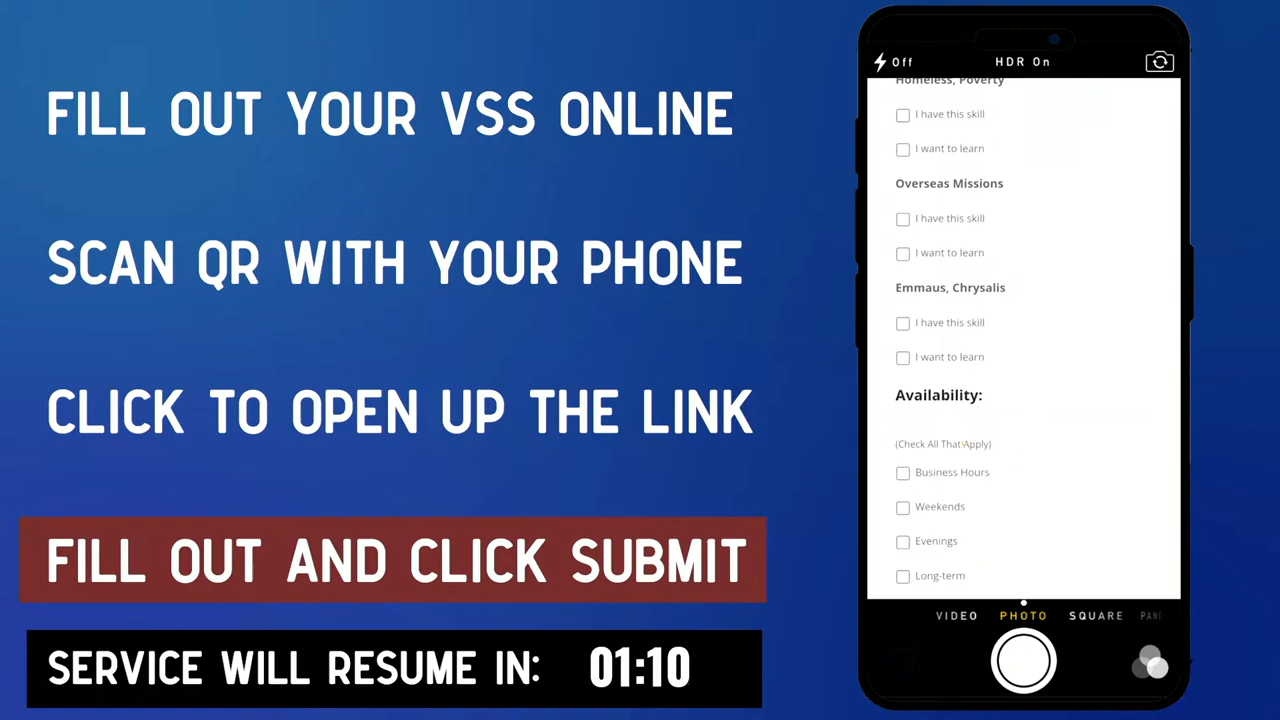 FILL OUT YOUR VSS ONLINE
SCAN QR WITH YOUR PHONE
CLICK TO OPEN UP THE LINK
FILL OUT AND CLICK SUBMIT
SERVICE WILL RESUME IN: 01:10
Off HDR On
Homeless, Poverty
I have this skill
I want to learn
Overseas Missions
I have this skill
I want to learn
Emmaus, Chrysalis
I have this skill
I want to learn
Availability:
(Check All That Apply)
Business Hours
Weekends
Evenings
Long-term
VIDEO PHOTO SQUARE PANO